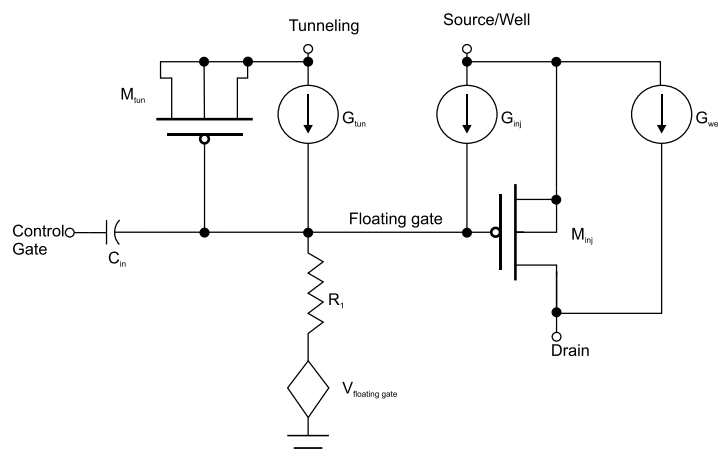 Tunneling
Source/Well
Mtun
Gtun
Ginj
Gwe
Floating gate
Control
Gate
Cin
Minj
R1
Drain
Vfloating gate